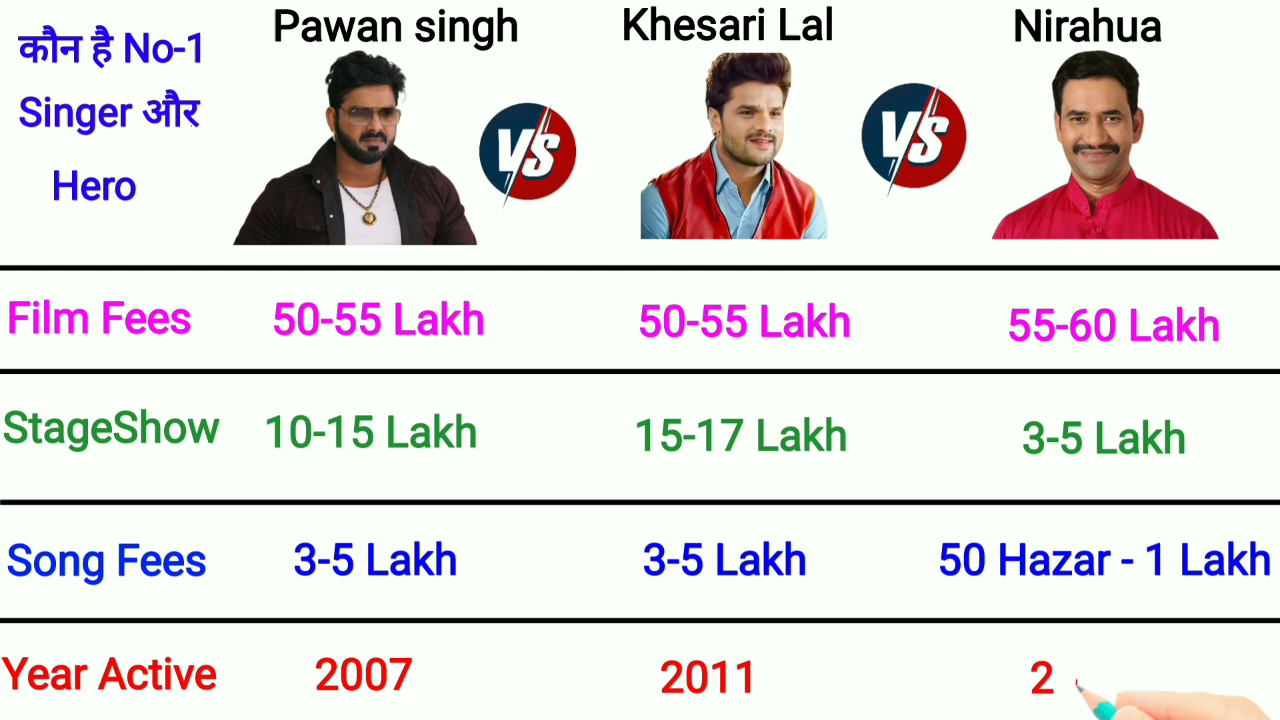 कौन है No-1
Singer और
Hero
Pawan singh
VS
Khesari Lal
VS
Nirahua
Film Fees 50-55 Lakh 50-55 Lakh 55-60 Lakh
StageShow 10-15 Lakh 15-17 Lakh 3-5 Lakh
Song Fees 3-5 Lakh 3-5 Lakh 50 Hazar - 1 Lakh
Year Active 2007 2011 2